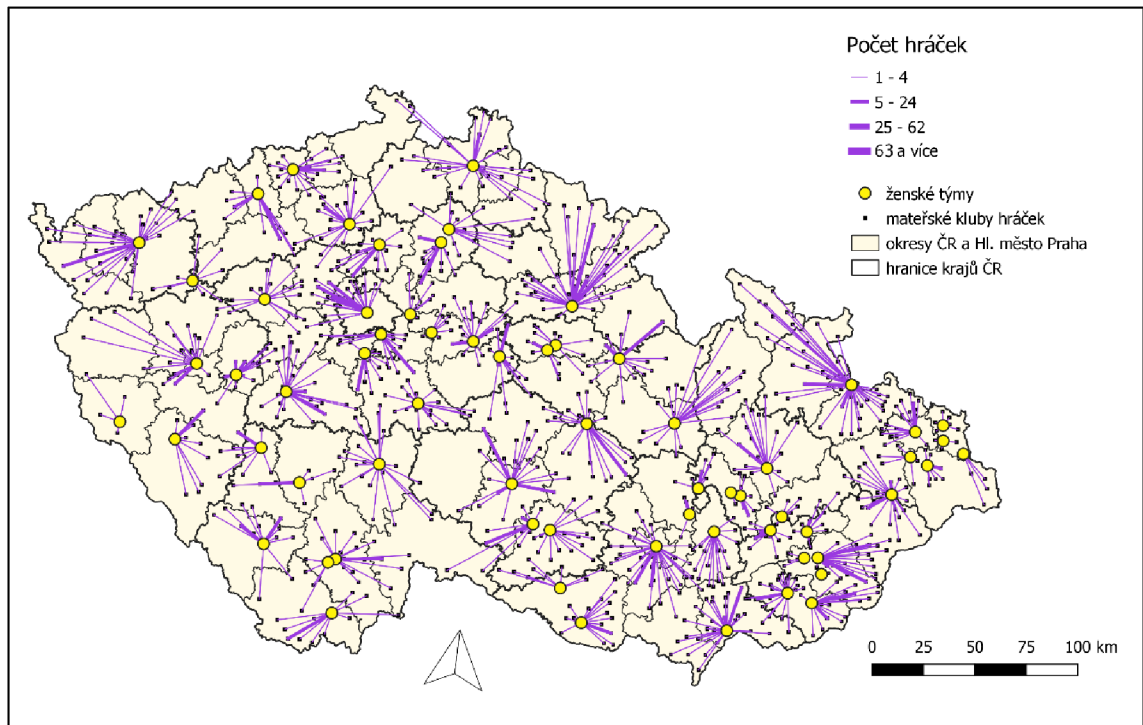 Počet hráček
1 - 4
5 - 24
25 - 62
63 a více
ženské týmy
mateřské kluby hráček
okresy ČR a Hl. město Praha
hranice krajů ČR
0 25 50 75 100 km